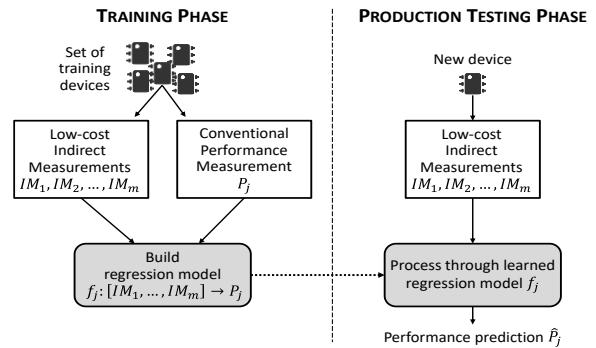 TRAINING PHASE
Set of
training
devices
Low-cost
Indirect
Measurements
IM₁, IM₂, … , IMₘ
Conventional
Performance
Measurement
Pⱼ
Build
regression model
fⱼ: [IM₁, … , IMₘ] → Pⱼ
PRODUCTION TESTING PHASE
New device
Low-cost
Indirect
Measurements
IM₁, IM₂, … , IMₘ
Process through learned
regression model fⱼ
Performance prediction P̂ⱼ